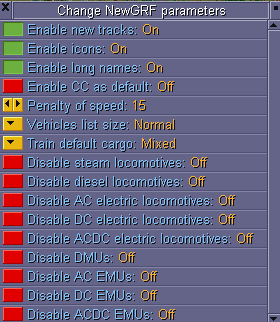 Change NewGRF parameters
Enable new tracks: On
Enable icons: On
Enable long names: On
Enable CC as default: Off
Penalty of speed: 15
Vehicles list size: Normal
Train default cargo: Mixed
Disable steam locomotives: Off
Disable diesel locomotives: Off
Disable AC electric locomotives: Off
Disable DC electric locomotives: Off
Disable ACDC electric locomotives: Off
Disable DMUs: Off
Disable AC EMUs: Off
Disable DC EMUs: Off
Disable ACDC EMUs: Off